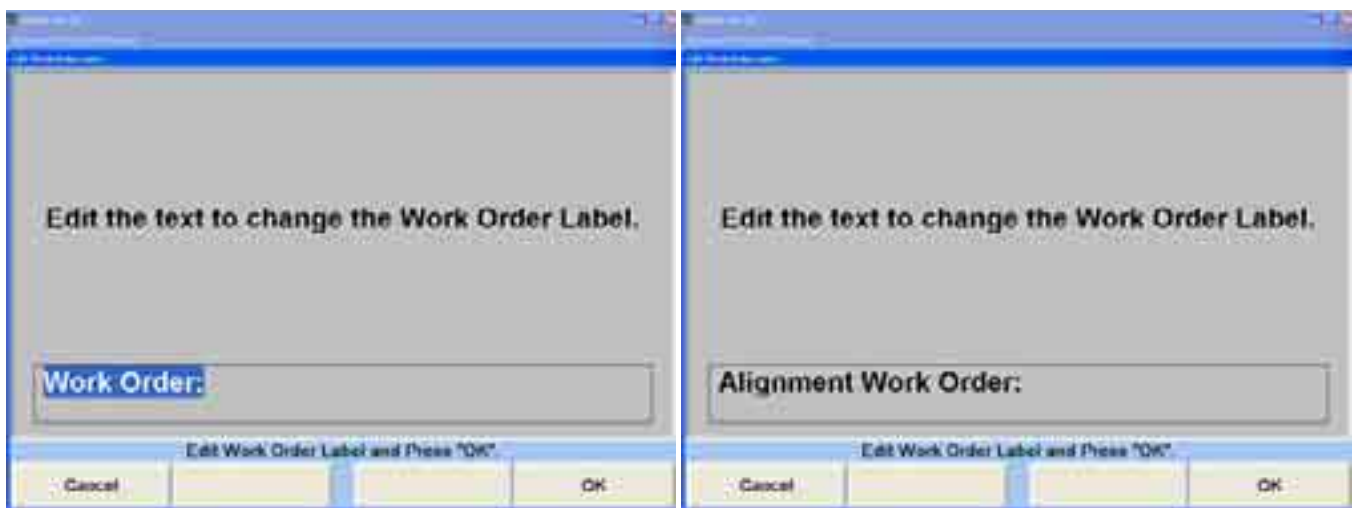 Edit the text to change the Work Order Label.
Work Order:
Edit Work Order Label and Press "OK".
Cancel
OK
Edit the text to change the Work Order Label.
Alignment Work Order:
Edit Work Order Label and Press "OK".
Cancel
OK